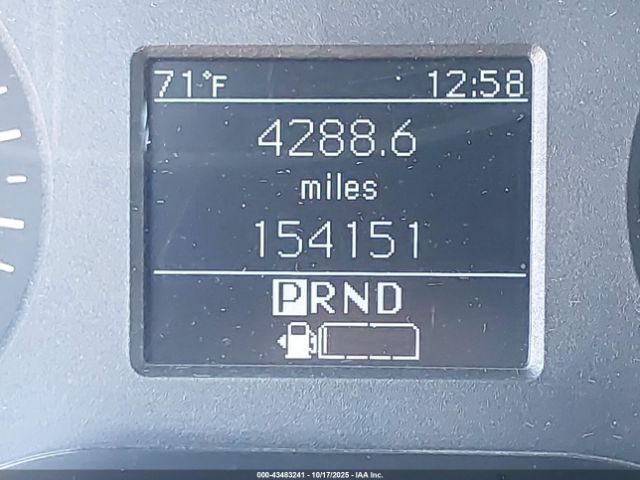 71°F 12:58
4288.6
miles
154151
PRND
000-43483241 - 10/17/2025 - IAA Inc.